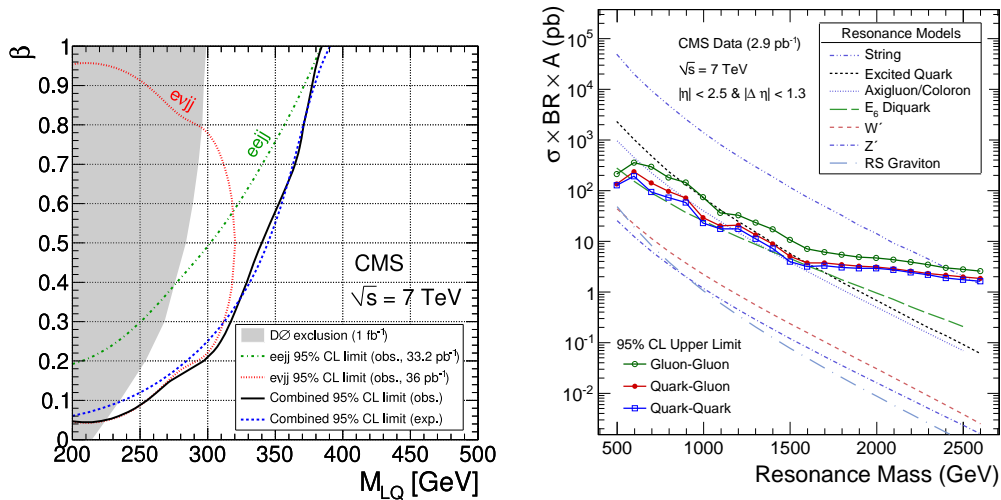 β
1
0.9
0.8
0.7
0.6
0.5
0.4
0.3
0.2
0.1
0
200
250
300
350
400
450
500
M_LQ [GeV]
eνjj
eejj
CMS
√s = 7 TeV
DØ exclusion (1 fb⁻¹)
eejj 95% CL limit (obs., 33.2 pb⁻¹)
eνjj 95% CL limit (obs., 36 pb⁻¹)
Combined 95% CL limit (obs.)
Combined 95% CL limit (exp.)
σ × BR × A (pb)
10⁵
10⁴
10³
10²
10
1
10⁻¹
10⁻²
500
1000
1500
2000
2500
Resonance Mass (GeV)
CMS Data (2.9 pb⁻¹)
√s = 7 TeV
|η| < 2.5 & |Δ η| < 1.3
Resonance Models
String
Excited Quark
Axigluon/Coloron
E₆ Diquark
W′
Z′
RS Graviton
95% CL Upper Limit
Gluon-Gluon
Quark-Gluon
Quark-Quark